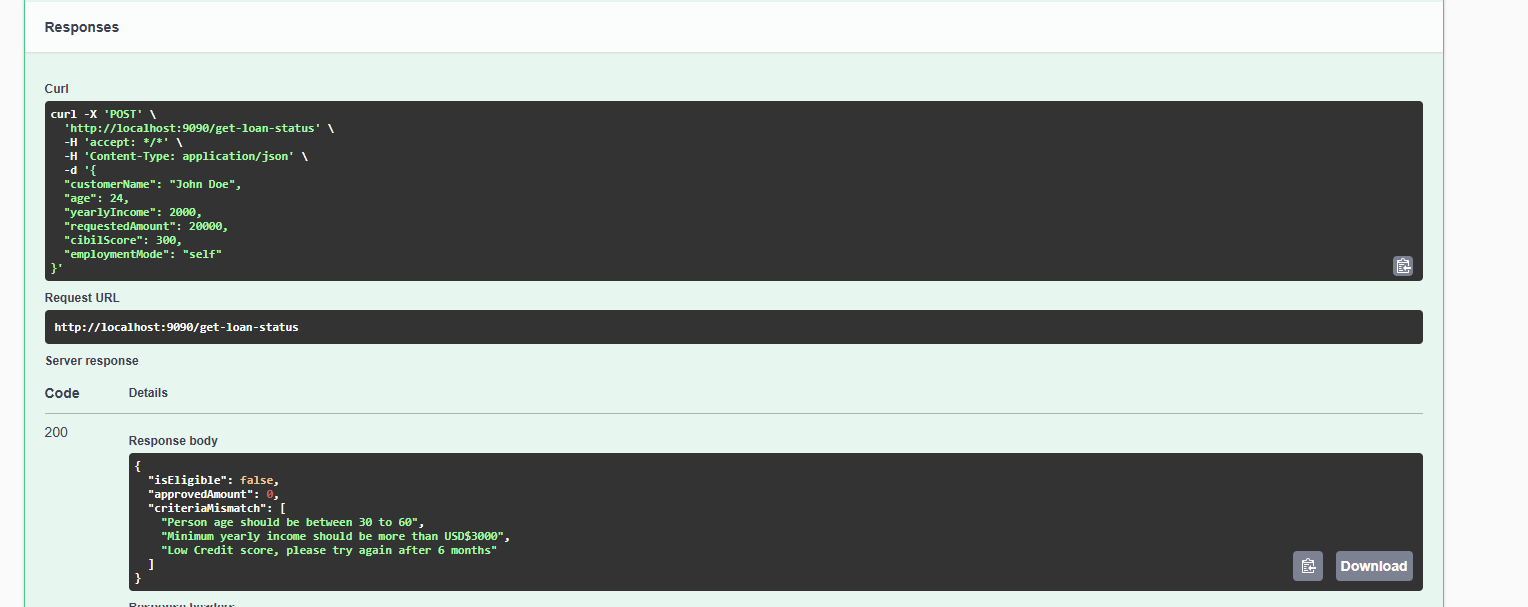 Responses
Curl
curl -X 'POST' \
'http://localhost:9090/get-loan-status' \
-H 'accept: */*' \
-H 'Content-Type: application/json' \
-d '{
"customerName": "John Doe",
"age": 24,
"yearlyIncome": 2000,
"requestedAmount": 20000,
"cibilScore": 300,
"employmentMode": "self"
}'
Request URL
http://localhost:9090/get-loan-status
Server response
Code Details
200
Response body
{
"isEligible": false,
"approvedAmount": 0,
"criteriaMismatch": [
"Person age should be between 30 to 60",
"Minimum yearly income should be more than USD$3000",
"Low Credit score, please try again after 6 months"
]
}
Download
Response headers